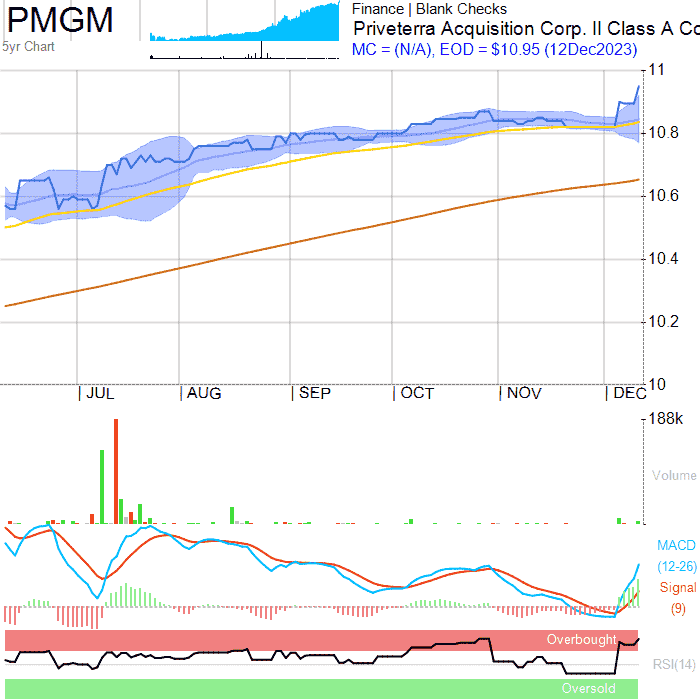 PMGM
5yr Chart
Finance | Blank Checks
Priveterra Acquisition Corp. II Class A Co
MC = (N/A), EOD = $10.95 (12Dec2023)
11
10.8
10.6
10.4
10.2
10
| JUL | AUG | SEP | OCT | NOV | DEC
188k
Volume
MACD
(12-26)
Signal
(9)
Overbought
RSI(14)
Oversold